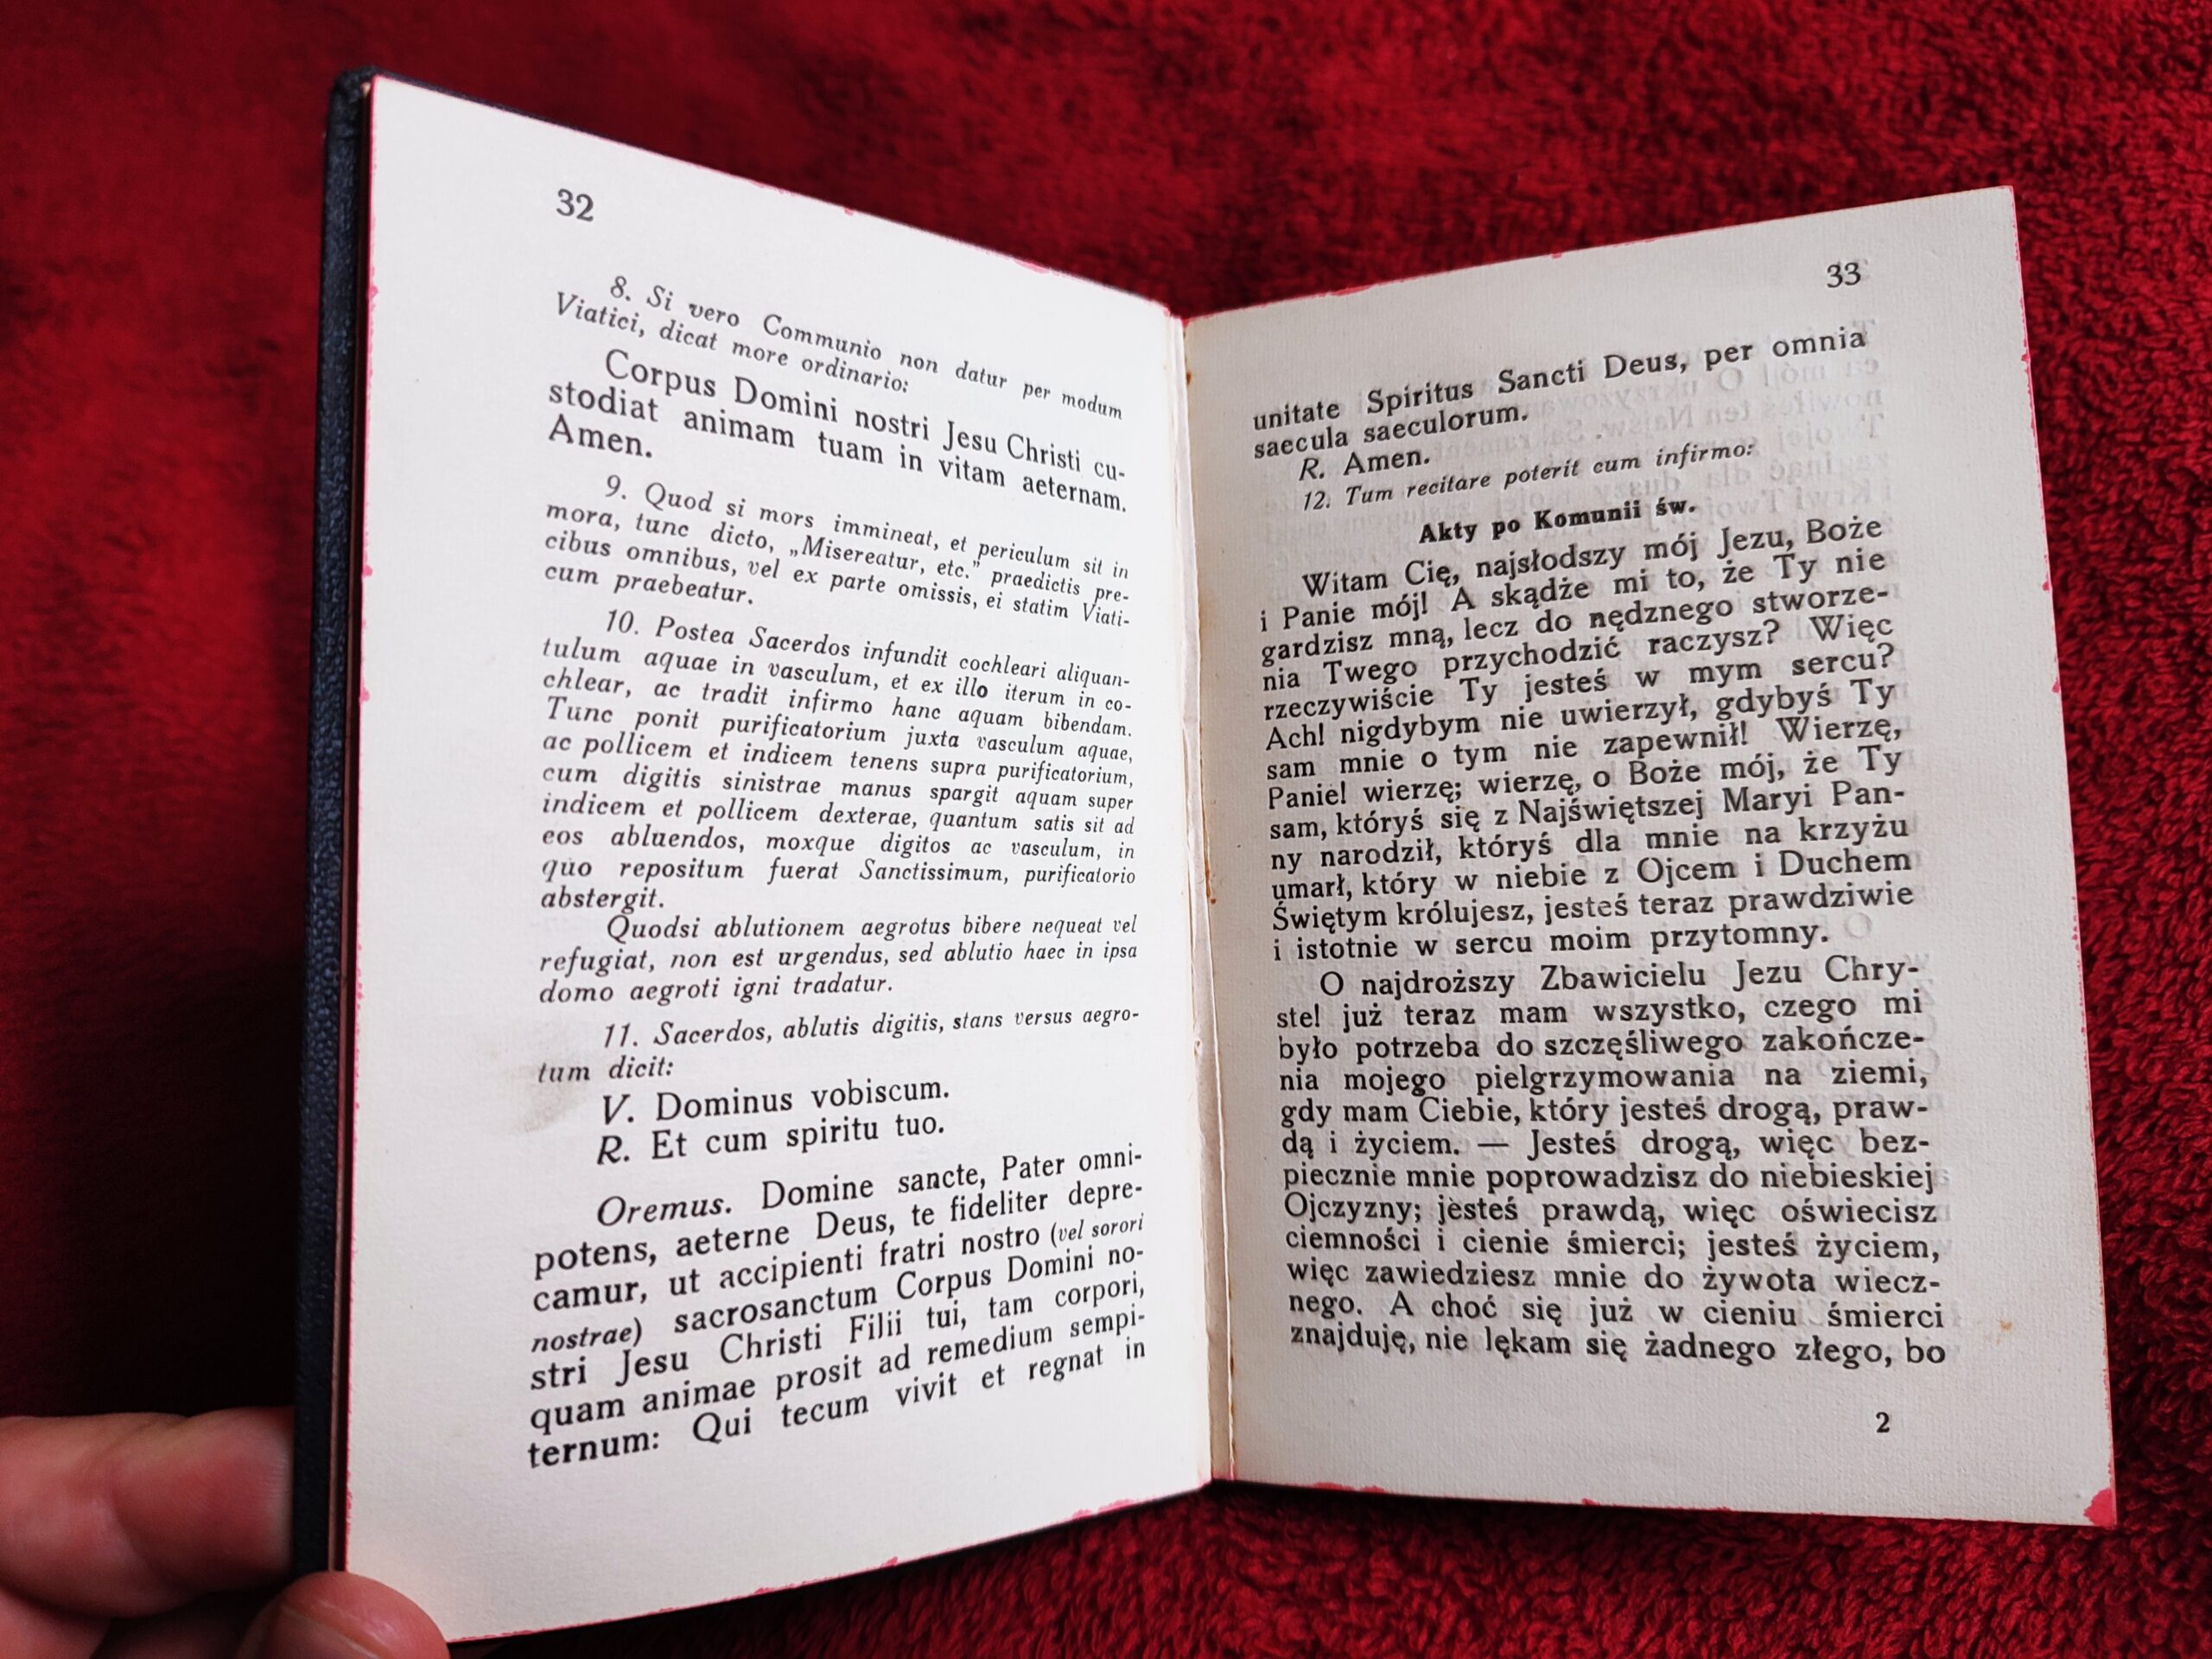 32
8. Si vero Communio non datur per modum
Viatici, dicat more ordinario:
Corpus Domini nostri Jesu Christi cu-
stodiat animam tuam in vitam aeternam.
Amen.
9. Quod si mors immineat, et periculum sit in
mora, tunc dicto, „Misereatur, etc.” praedictis pre-
cibus omnibus, vel ex parte omissis, ei statim Viati-
cum praebeatur.
10. Postea Sacerdos infundit cochleari aliquan-
tulum aquae in vasculum, et ex illo iterum in co-
chlear, ac tradit infirmo hanc aquam bibendam.
Tunc ponit purificatorium juxta vasculum aquae,
ac pollicem et indicem tenens supra purificatorium,
cum digitis sinistrae manus spargit aquam super
indicem et pollicem dexterae, quantum satis sit ad
eos abluendos, moxque digitos ac vasculum, in
quo repositum fuerat Sanctissimum, purificatorio
abstergit.
Quodsi ablutionem aegrotus bibere nequeat vel
refugiat, non est urgendus, sed ablutio haec in ipsa
domo aegroti igni tradatur.
11. Sacerdos, ablutis digitis, stans versus aegro-
tum dicit:
V. Dominus vobiscum.
R. Et cum spiritu tuo.
Oremus. Domine sancte, Pater omni-
potens, aeterne Deus, te fideliter depre-
camur, ut accipienti fratri nostro (vel sorori
nostrae) sacrosanctum Corpus Domini no-
stri Jesu Christi Filii tui, tam corpori,
quam animae prosit ad remedium sempi-
ternum: Qui tecum vivit et regnat in
33
unitate Spiritus Sancti Deus, per omnia
saecula saeculorum.
R. Amen.
12. Tum recitare poterit cum infirmo:
Akty po Komunii św.
Witam Cię, najsłodszy mój Jezu, Boże
i Panie mój! A skądże mi to, że Ty nie
gardzisz mną, lecz do nędznego stworze-
nia Twego przychodzić raczysz? Więc
rzeczywiście Ty jesteś w mym sercu?
Ach! nigdybym nie uwierzył, gdybyś Ty
sam mnie o tym nie zapewnił! Wierzę,
Panie! wierzę; wierzę, o Boże mój, że Ty
sam, któryś się z Najświętszej Maryi Pan-
ny narodził, któryś dla mnie na krzyżu
umarł, który w niebie z Ojcem i Duchem
Świętym królujesz, jesteś teraz prawdziwie
i istotnie w sercu moim przytomny.
O najdroższy Zbawicielu Jezu Chry-
ste! już teraz mam wszystko, czego mi
było potrzeba do szczęśliwego zakończe-
nia mojego pielgrzymowania na ziemi,
gdy mam Ciebie, który jesteś drogą, praw-
dą i życiem. — Jesteś drogą, więc bez-
piecznie mnie poprowadzisz do niebieskiej
Ojczyzny; jesteś prawdą, więc oświecisz
ciemności i cienie śmierci; jesteś życiem,
więc zawiedziesz mnie do żywota wiecz-
nego. A choć się już w cieniu śmierci
znajduję, nie lękam się żadnego złego, bo
2